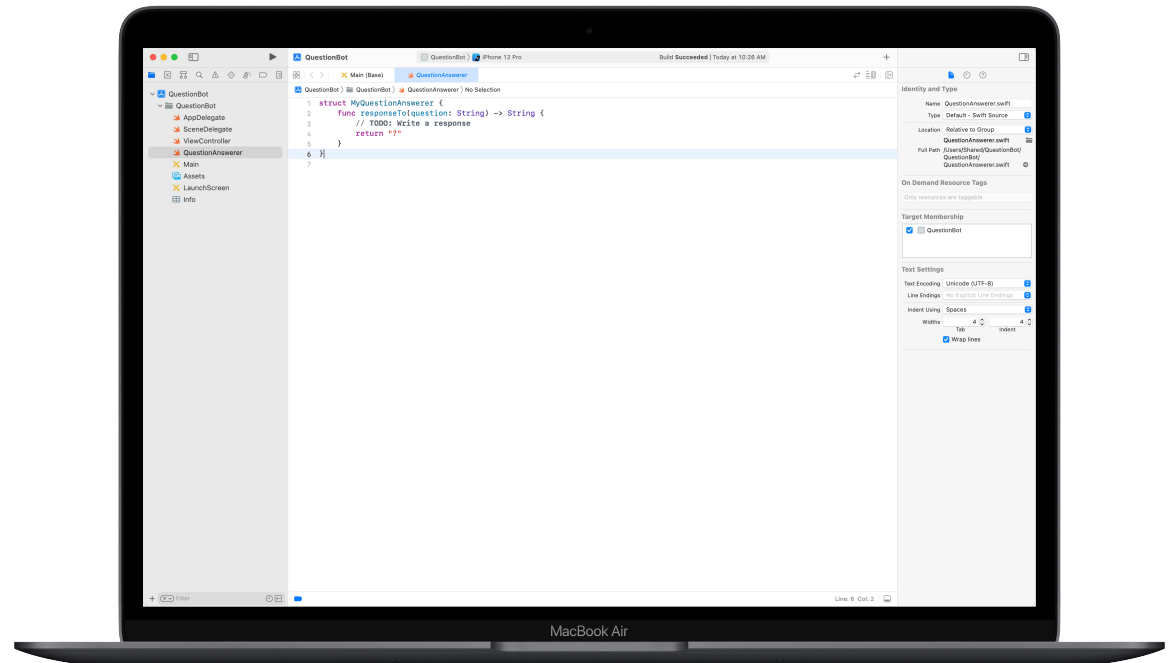 QuestionBot
QuestionBot
iPhone 12 Pro
Build Succeeded | Today at 10:26 AM
Main (Base)
QuestionAnswerer
QuestionBot
QuestionBot
AppDelegate
SceneDelegate
ViewController
QuestionAnswerer
Main
Assets
LaunchScreen
Info
Filter
QuestionBot
QuestionBot
QuestionAnswerer
No Selection
1 struct MyQuestionAnswerer {
2 func responseTo(question: String) -> String {
3 // TODO: Write a response
4 return "?"
5 }
6 }
7
Line: 6 Col: 2
Identity and Type
Name QuestionAnswerer.swift
Type Default - Swift Source
Location Relative to Group
QuestionAnswerer.swift
Full Path /Users/Shared/QuestionBot/
QuestionBot/
QuestionAnswerer.swift
On Demand Resource Tags
Only resources are taggable
Target Membership
QuestionBot
Text Settings
Text Encoding Unicode (UTF-8)
Line Endings No Explicit Line Endings
Indent Using Spaces
Widths 4 4
Tab Indent
Wrap lines
MacBook Air